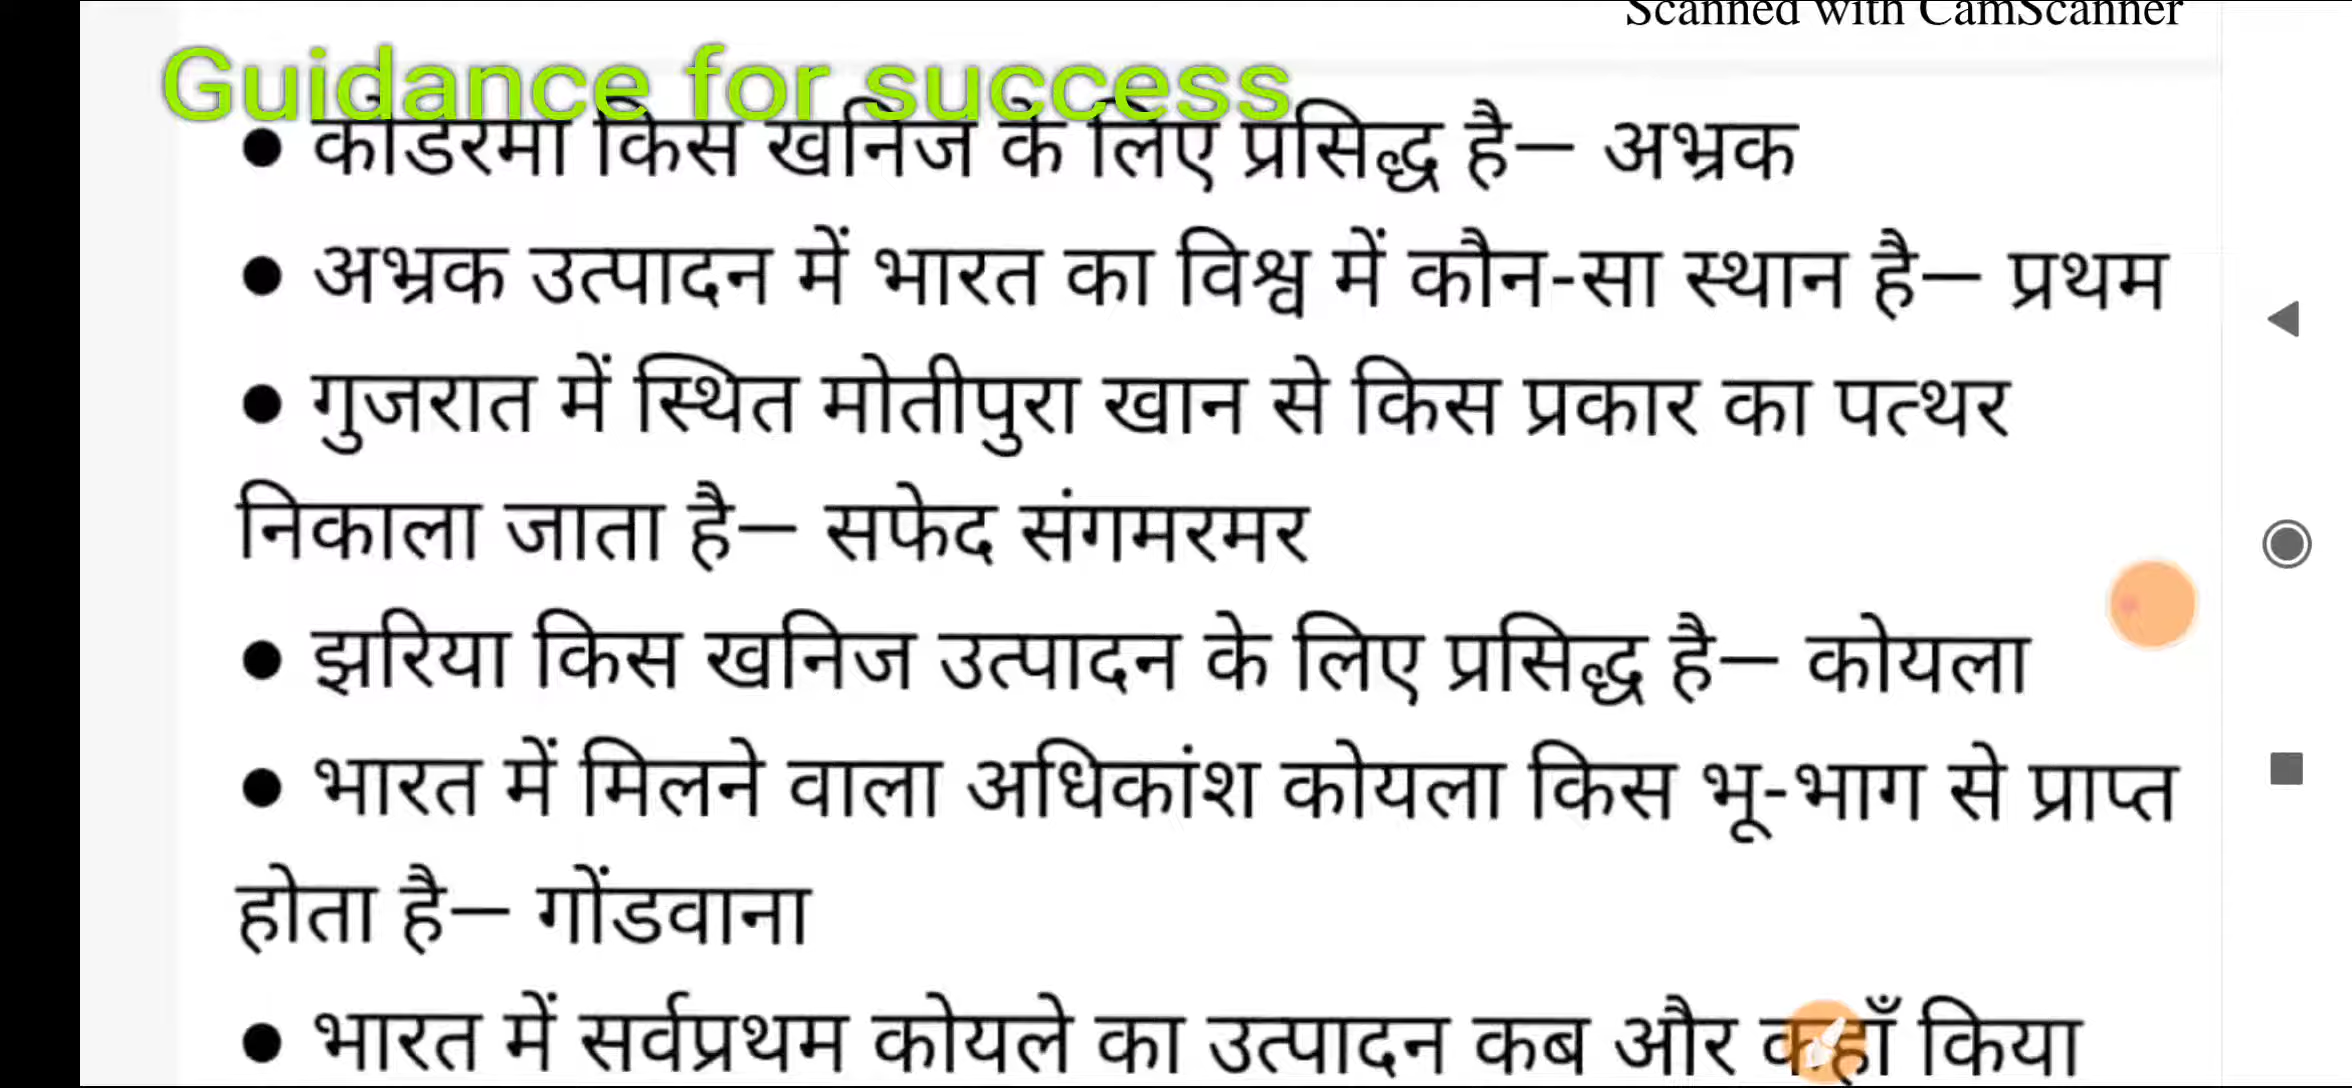 Scanned with CamScanner
Guidance for success
● कोडरमा किस खनिज के लिए प्रसिद्ध है— अभ्रक
● अभ्रक उत्पादन में भारत का विश्व में कौन-सा स्थान है— प्रथम
● गुजरात में स्थित मोतीपुरा खान से किस प्रकार का पत्थर
निकाला जाता है— सफेद संगमरमर
● झरिया किस खनिज उत्पादन के लिए प्रसिद्ध है— कोयला
● भारत में मिलने वाला अधिकांश कोयला किस भू-भाग से प्राप्त
होता है— गोंडवाना
● भारत में सर्वप्रथम कोयले का उत्पादन कब और कहाँ किया